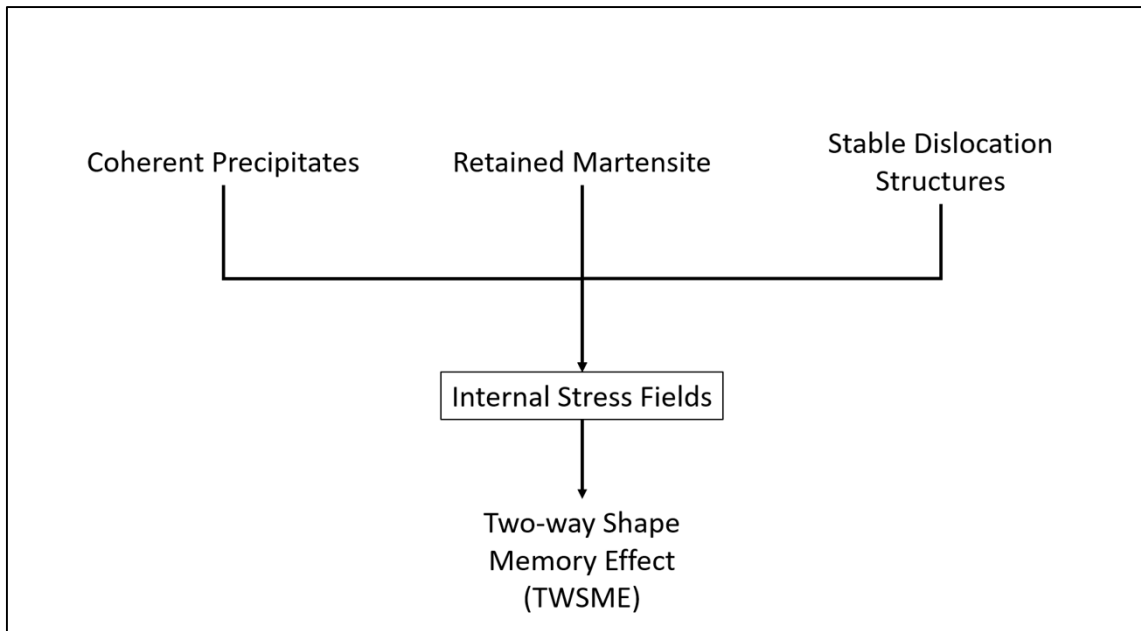 Coherent Precipitates
Retained Martensite
Stable Dislocation
Structures
Internal Stress Fields
Two-way Shape
Memory Effect
(TWSME)